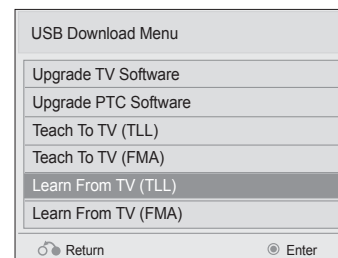 USB Download Menu
Upgrade TV Software
Upgrade PTC Software
Teach To TV (TLL)
Teach To TV (FMA)
Learn From TV (TLL)
Learn From TV (FMA)
Return Enter